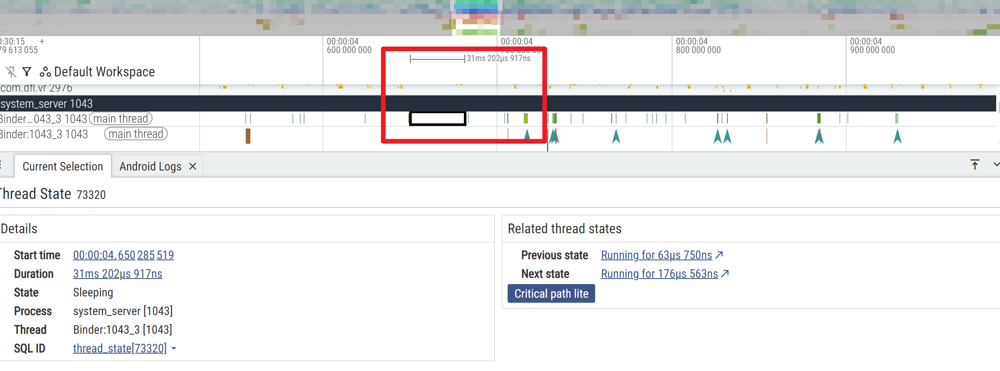 0:30:15 +
79 613 055
00:00:04
600 000 000
00:00:04
00:00:04
800 000 000
00:00:04
900 000 000
31ms 202µs 917ns
Default Workspace
com.dfl.vr 2976
system_server 1043
Binder...043_3 1043 main thread
Binder:1043_3 1043 main thread
Current Selection
Android Logs ×
Thread State 73320
Details
Start time 00:00:04.650 285 519
Duration 31ms 202µs 917ns
State Sleeping
Process system_server [1043]
Thread Binder:1043_3 [1043]
SQL ID thread_state[73320]
Related thread states
Previous state Running for 63µs 750ns
Next state Running for 176µs 563ns
Critical path lite